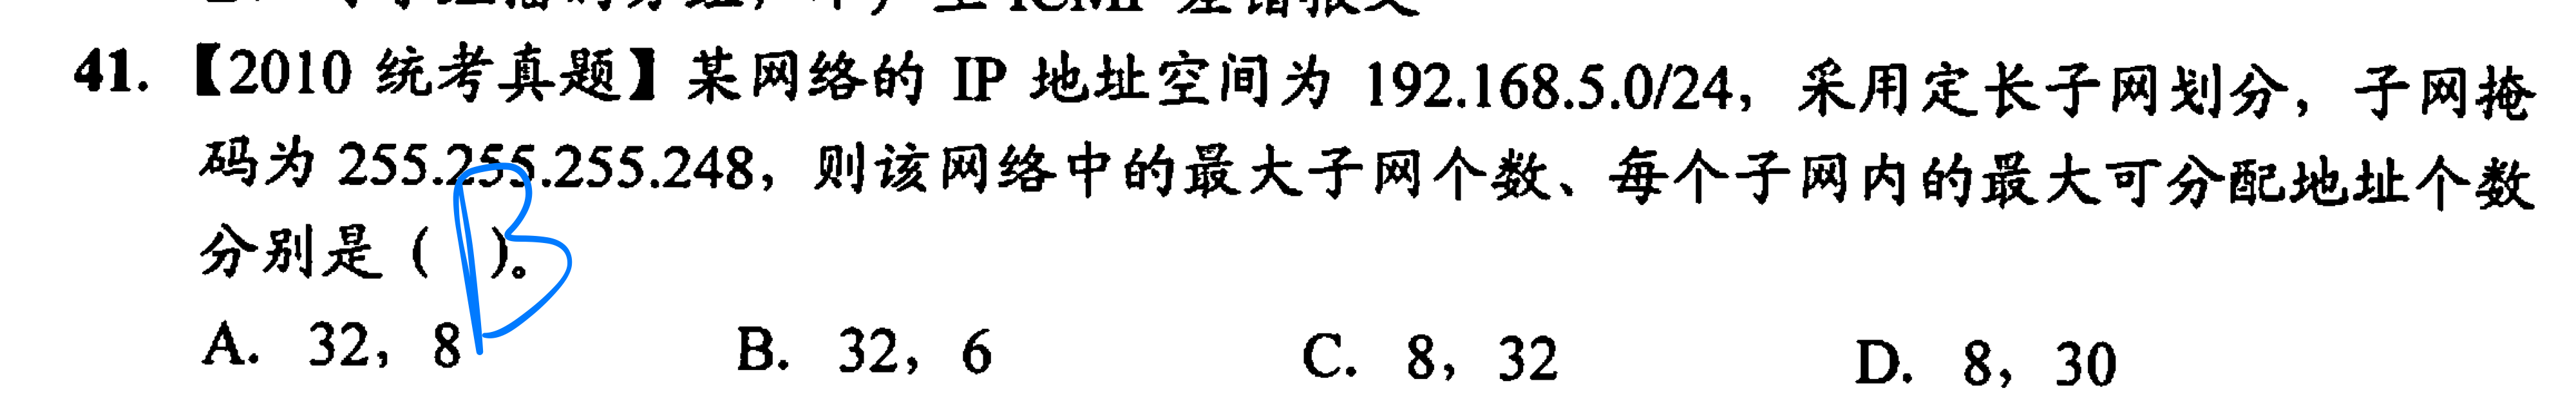 41. 【2010 统考真题】某网络的 IP 地址空间为 192.168.5.0/24，采用定长子网划分，子网掩
码为 255.255.255.248，则该网络中的最大子网个数、每个子网内的最大可分配地址个数
分别是（ B ）。
A. 32，8 B. 32，6 C. 8，32 D. 8，30